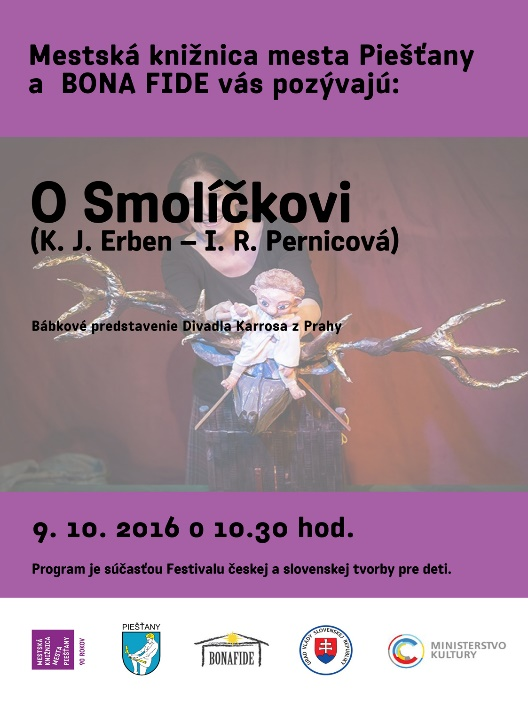 Mestská knižnica mesta Piešťany
a BONA FIDE vás pozývajú:
O Smolíčkovi
(K. J. Erben – I. R. Pernicová)
Bábkové predstavenie Divadla Karrosa z Prahy
9. 10. 2016 o 10.30 hod.
Program je súčasťou Festivalu českej a slovenskej tvorby pre deti.
MESTSKÁ
KNIŽNICA
MESTA
PIEŠŤANY
90 ROKOV
PIEŠŤANY
BONAFIDE
ÚRAD VLÁDY SLOVENSKEJ REPUBLIKY
MINISTERSTVO
KULTURY